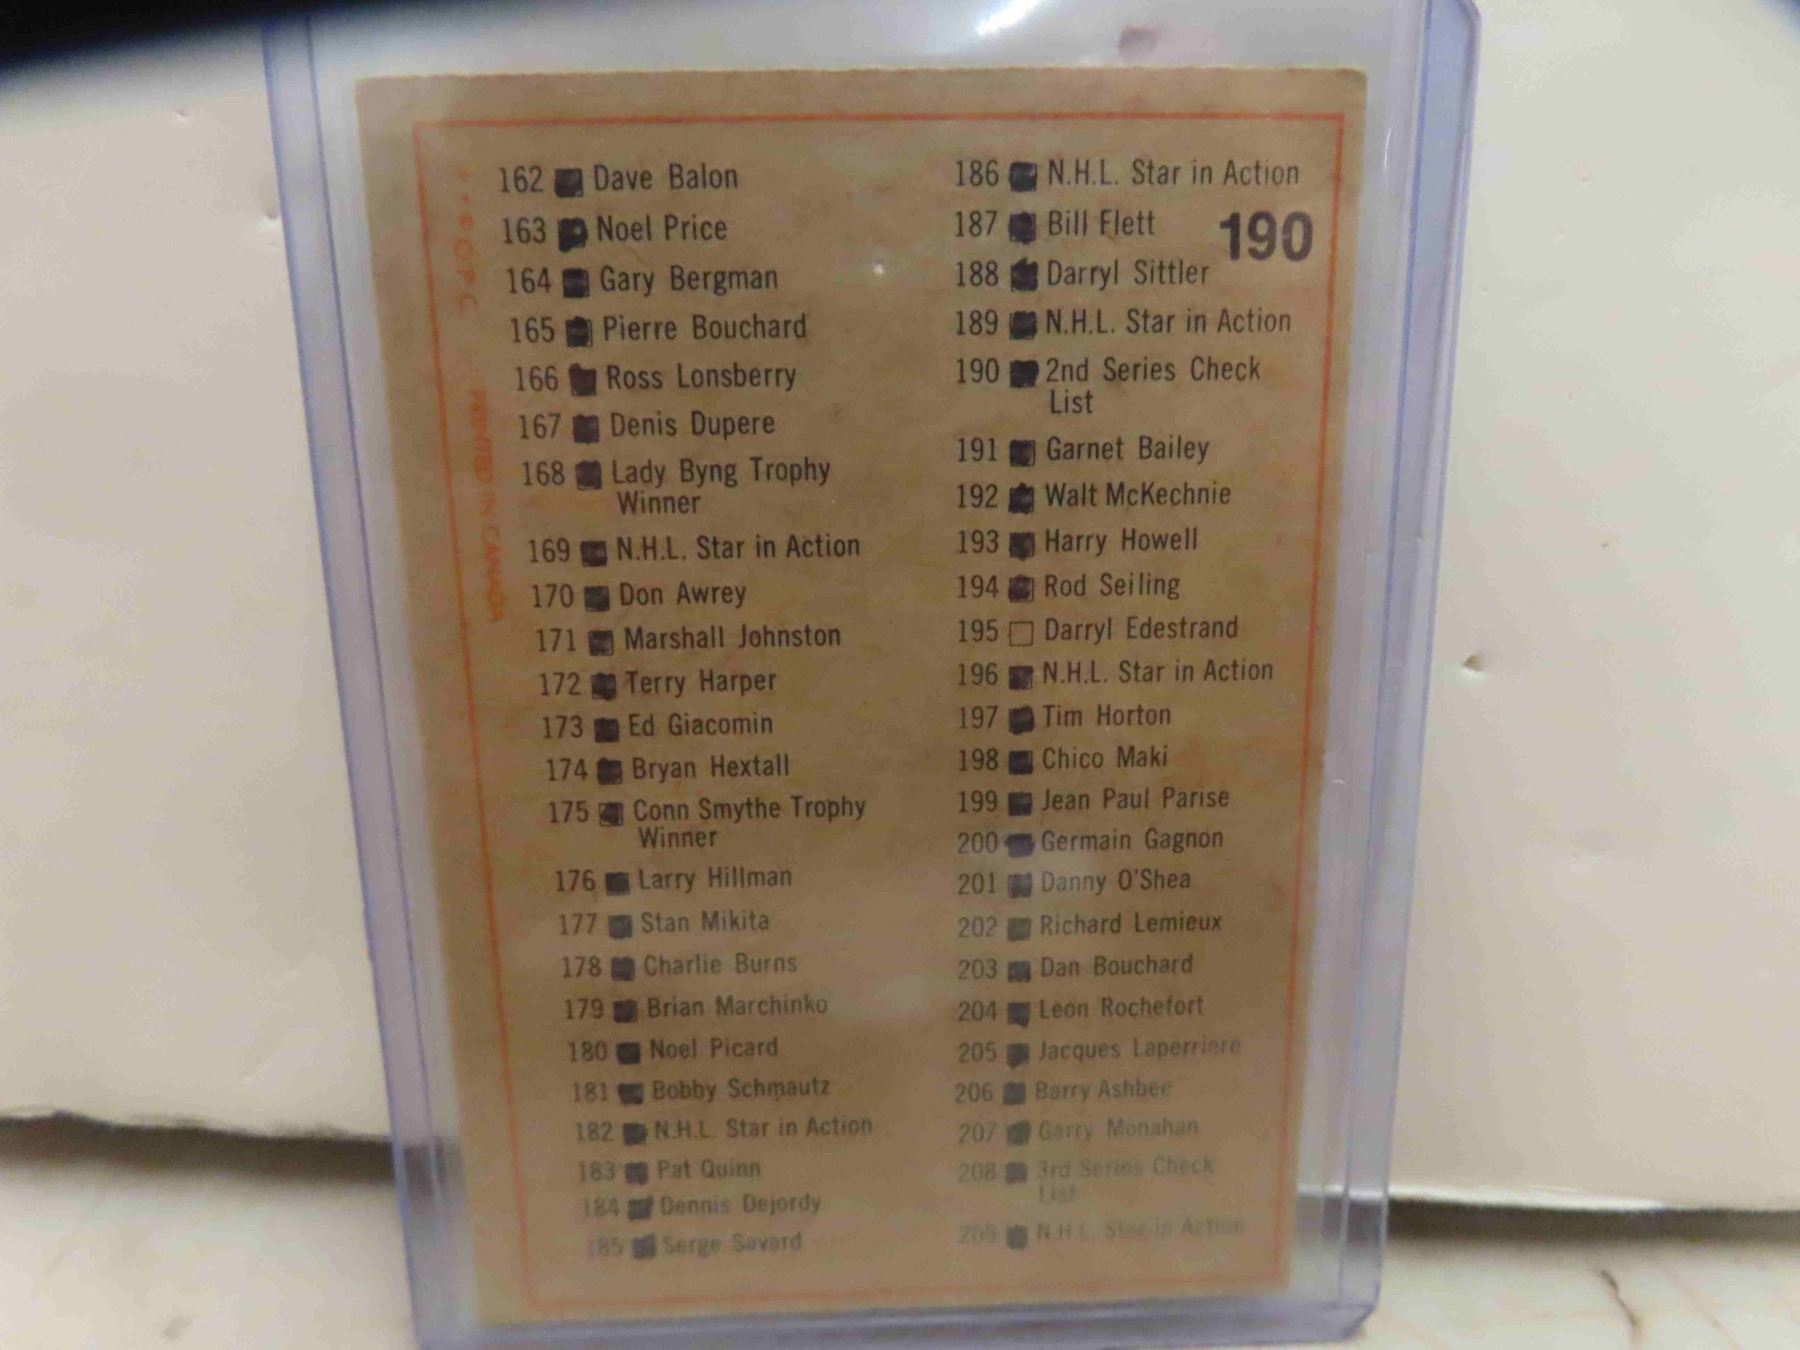 162 Dave Balon
163 Noel Price
164 Gary Bergman
165 Pierre Bouchard
166 Ross Lonsberry
167 Denis Dupere
168 Lady Byng Trophy
Winner
169 N.H.L. Star in Action
170 Don Awrey
171 Marshall Johnston
172 Terry Harper
173 Ed Giacomin
174 Bryan Hextall
175 Conn Smythe Trophy
Winner
176 Larry Hillman
177 Stan Mikita
178 Charlie Burns
179 Brian Marchinko
180 Noel Picard
181 Bobby Schmautz
182 N.H.L. Star in Action
183 Pat Quinn
184 Dennis Dejordy
185 Serge Savard
186 N.H.L. Star in Action
187 Bill Flett
190
188 Darryl Sittler
189 N.H.L. Star in Action
190 2nd Series Check
List
191 Garnet Bailey
192 Walt McKechnie
193 Harry Howell
194 Rod Seiling
195 Darryl Edestrand
196 N.H.L. Star in Action
197 Tim Horton
198 Chico Maki
199 Jean Paul Parise
200 Germain Gagnon
201 Danny O'Shea
202 Richard Lemieux
203 Dan Bouchard
204 Leon Rochefort
205 Jacques Laperriere
206 Barry Ashbee
207 Garry Monahan
208 3rd Series Check
List
209 N.H.L. Star in Action
O.P.C. PRINTED IN CANADA